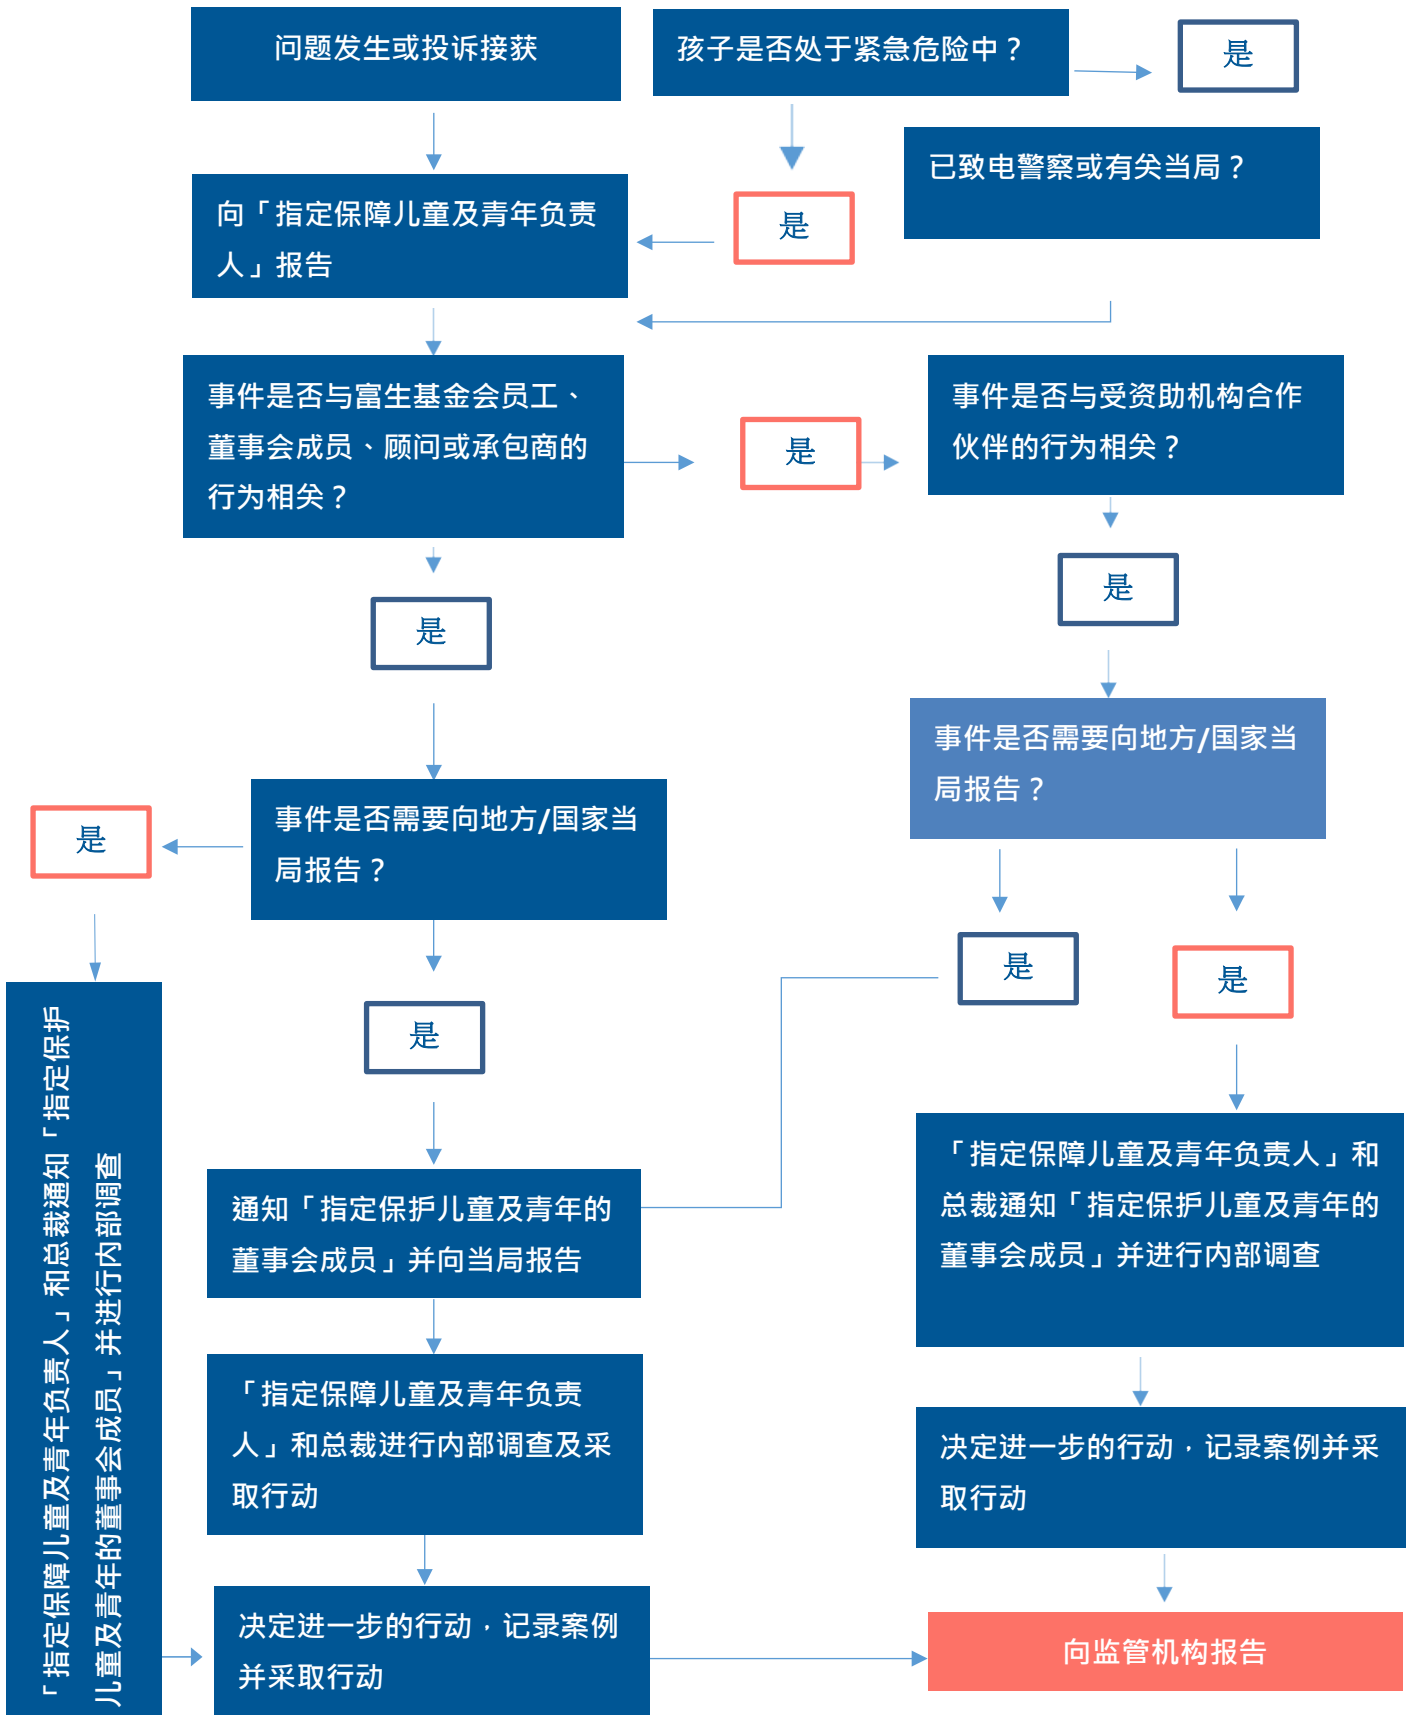 问题发生或投诉接获
孩子是否处于紧急危险中？
是
已致电警察或有关当局？
向「指定保障儿童及青年负责
人」报告
是
事件是否与富生基金会员工、
董事会成员、顾问或承包商的
行为相关？
是
事件是否与受资助机构合作
伙伴的行为相关？
是
是
事件是否需要向地方/国家当
局报告？
事件是否需要向地方/国家当
局报告？
是
是
是
是
「指定保障儿童及青年负责人」和总裁通知「指定保护
儿童及青年的董事会成员」并进行内部调查
通知「指定保护儿童及青年的
董事会成员」并向当局报告
「指定保障儿童及青年负责人」和
总裁通知「指定保护儿童及青年的
董事会成员」并进行内部调查
「指定保障儿童及青年负责
人」和总裁进行内部调查及采
取行动
决定进一步的行动，记录案例并采
取行动
决定进一步的行动，记录案例
并采取行动
向监管机构报告